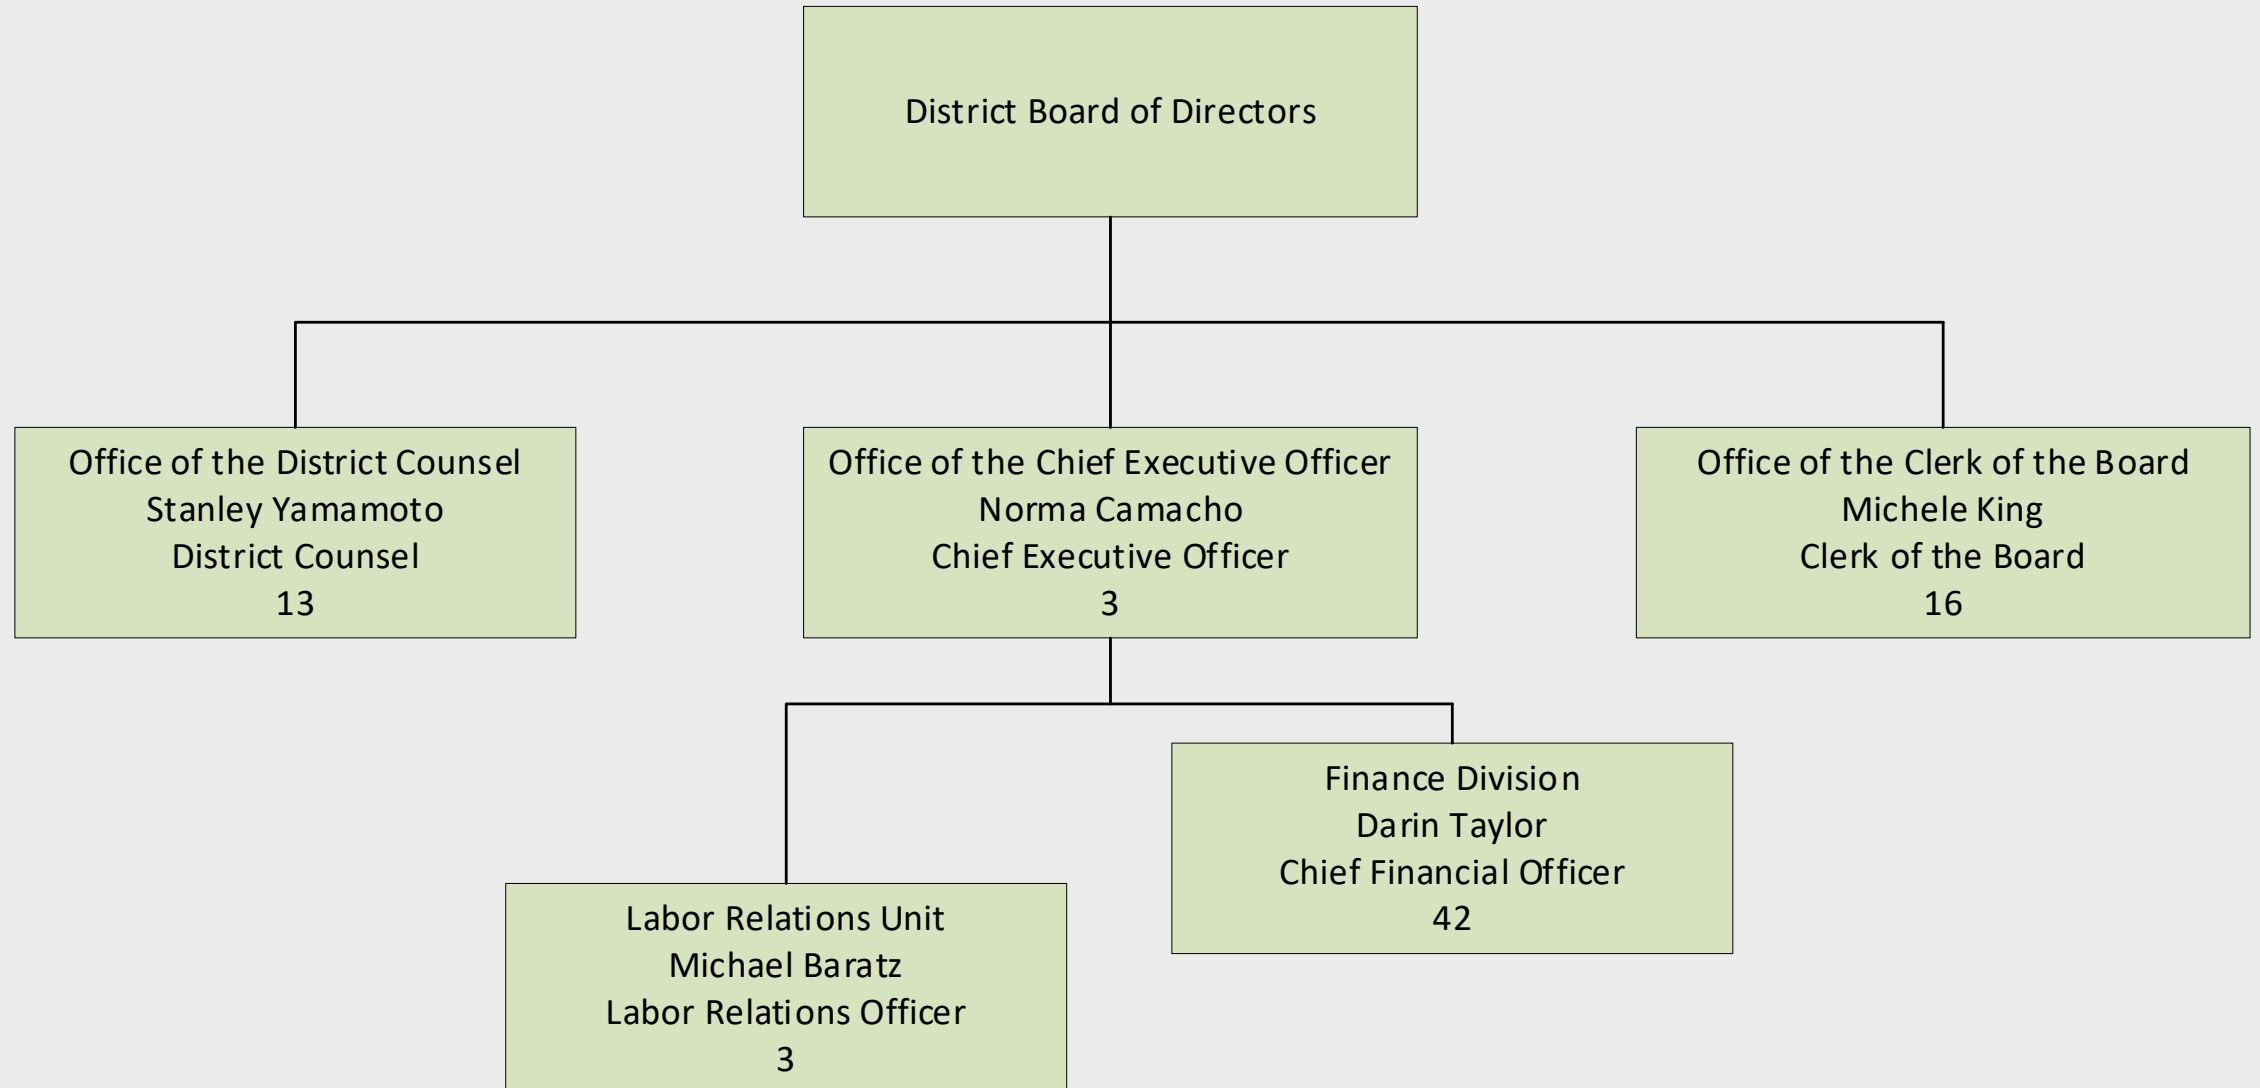 District Board of Directors
Office of the District Counsel
Stanley Yamamoto
District Counsel
13
Office of the Chief Executive Officer
Norma Camacho
Chief Executive Officer
3
Office of the Clerk of the Board
Michele King
Clerk of the Board
16
Finance Division
Darin Taylor
Chief Financial Officer
42
Labor Relations Unit
Michael Baratz
Labor Relations Officer
3